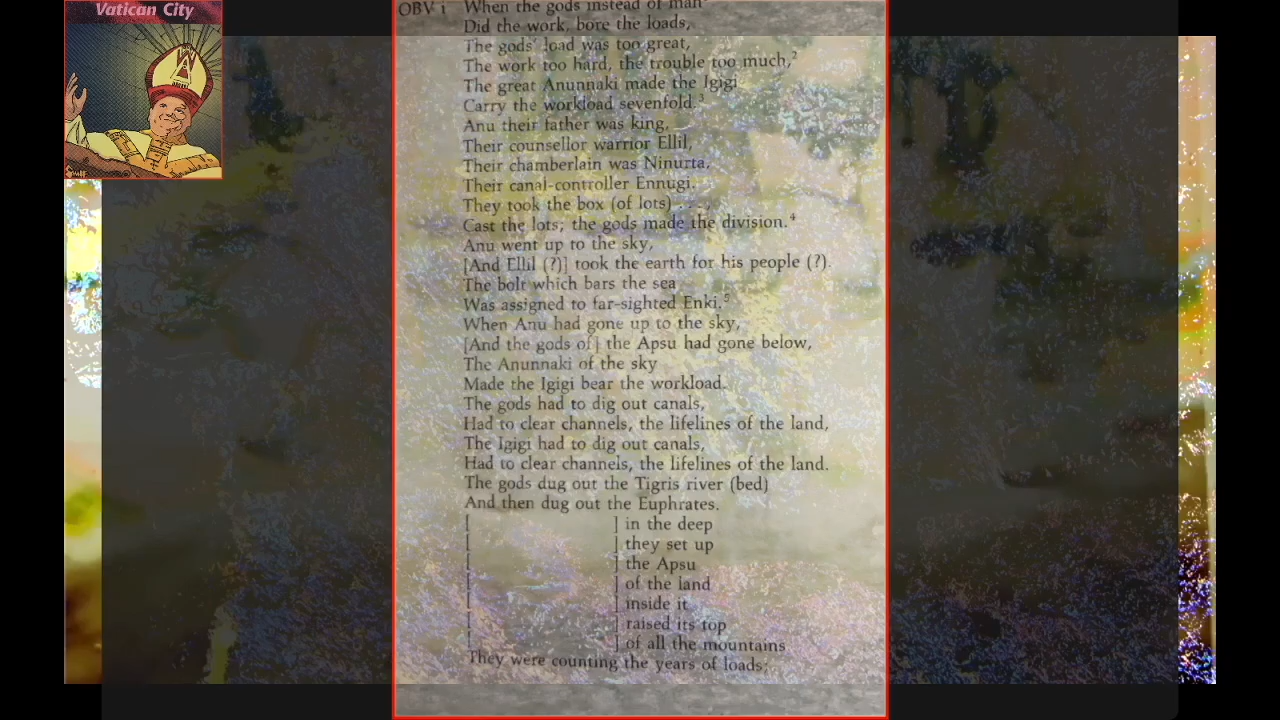 Vatican City
OBV i When the gods instead of man¹
Did the work, bore the loads,
The gods' load was too great,
The work too hard, the trouble too much,²
The great Anunnaki made the Igigi
Carry the workload sevenfold.³
Anu their father was king,
Their counsellor warrior Ellil,
Their chamberlain was Ninurta,
Their canal-controller Ennugi.
They took the box (of lots) . . . ,
Cast the lots; the gods made the division.⁴
Anu went up to the sky,
[And Ellil (?)] took the earth for his people (?).
The bolt which bars the sea
Was assigned to far-sighted Enki.⁵
When Anu had gone up to the sky,
[And the gods of] the Apsu had gone below,
The Anunnaki of the sky
Made the Igigi bear the workload.
The gods had to dig out canals,
Had to clear channels, the lifelines of the land,
The Igigi had to dig out canals,
Had to clear channels, the lifelines of the land.
The gods dug out the Tigris river (bed)
And then dug out the Euphrates.
[ ] in the deep
[ ] they set up
[ ] the Apsu
[ ] of the land
[ ] inside it
[ ] raised its top
[ ] of all the mountains
They were counting the years of loads;